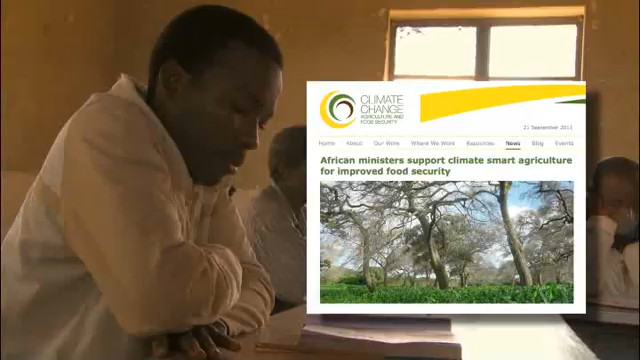 CLIMATE
CHANGE
AGRICULTURE AND
FOOD SECURITY
21 September 2011
Home About Our Work Where We Work Resources News Blog Events
African ministers support climate smart agriculture
for improved food security